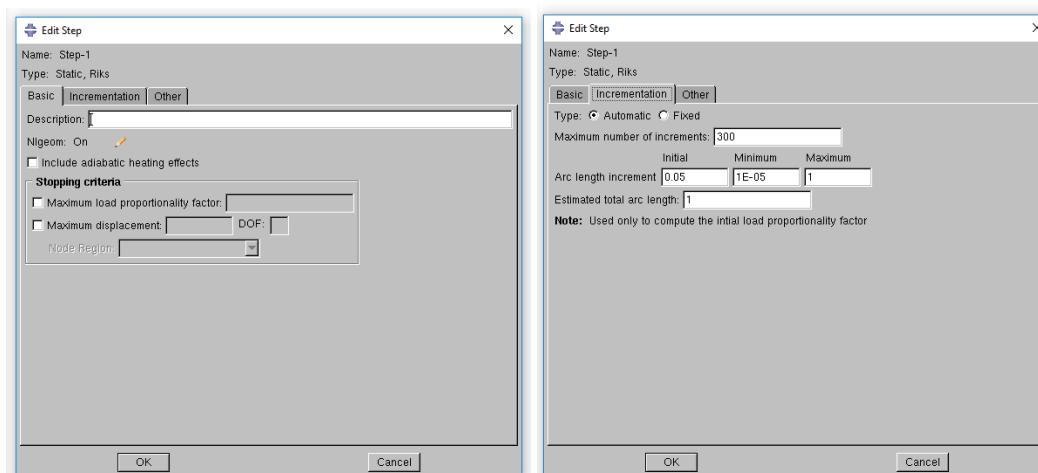 Edit Step
Name: Step-1
Type: Static, Riks
Basic Incrementation Other
Description:
Nlgeom: On
Include adiabatic heating effects
Stopping criteria
Maximum load proportionality factor:
Maximum displacement: DOF:
Node Region:
OK Cancel
Edit Step
Name: Step-1
Type: Static, Riks
Basic Incrementation Other
Type: Automatic Fixed
Maximum number of increments: 300
Initial Minimum Maximum
Arc length increment 0.05 1E-05 1
Estimated total arc length: 1
Note: Used only to compute the intial load proportionality factor
OK Cancel